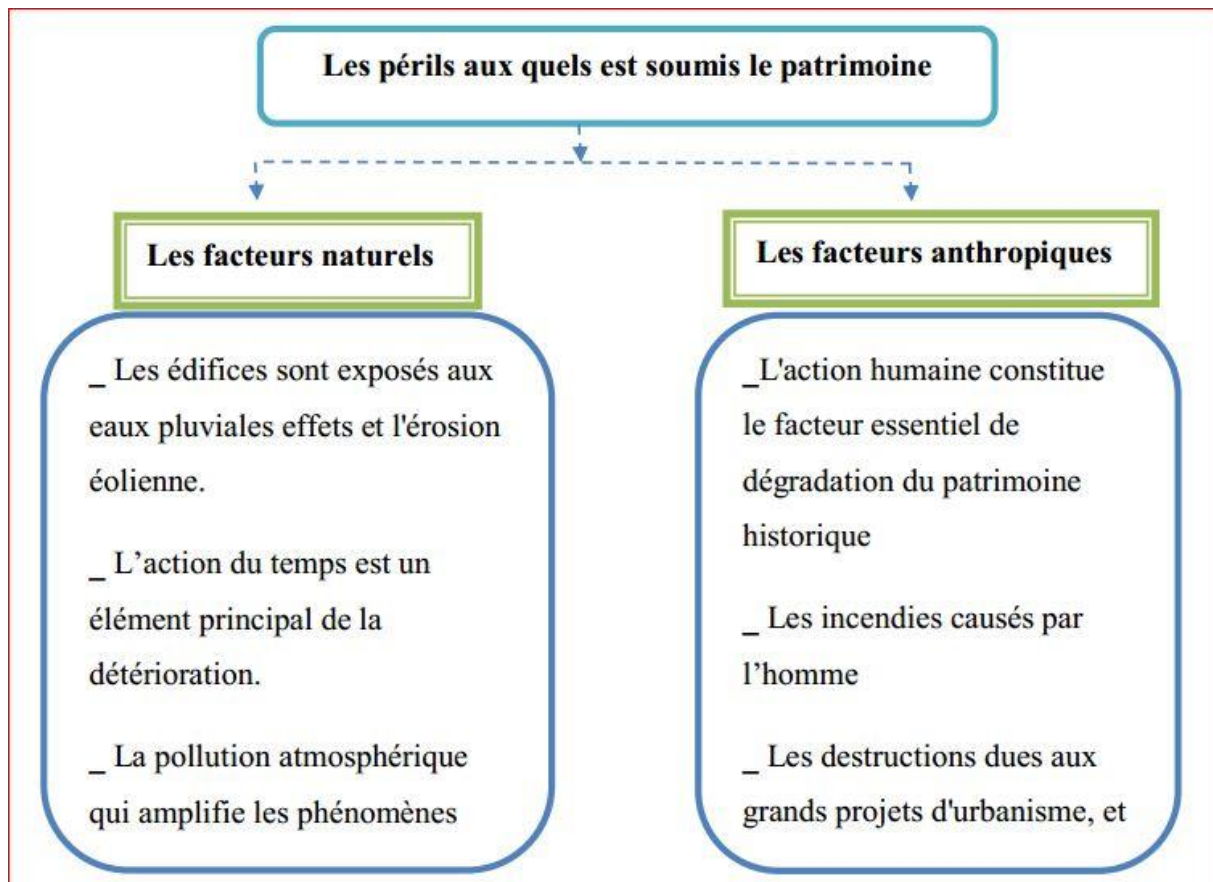 Les périls aux quels est soumis le patrimoine
Les facteurs naturels
_ Les édifices sont exposés aux
eaux pluviales effets et l'érosion
éolienne.
_ L’action du temps est un
élément principal de la
détérioration.
_ La pollution atmosphérique
qui amplifie les phénomènes
Les facteurs anthropiques
_L'action humaine constitue
le facteur essentiel de
dégradation du patrimoine
historique
_ Les incendies causés par
l’homme
_ Les destructions dues aux
grands projets d'urbanisme, et